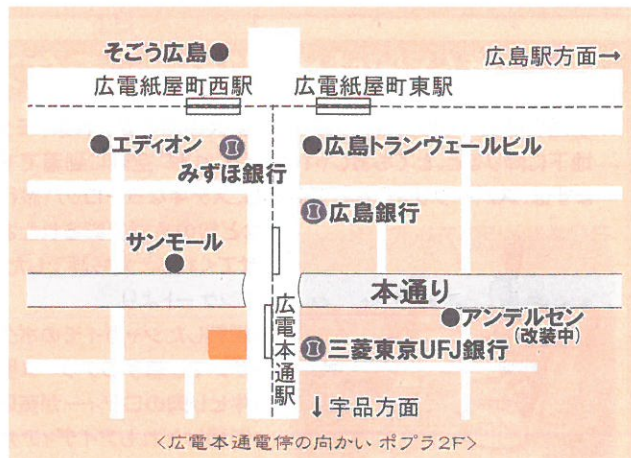 そごう広島
広島駅方面→
広電紙屋町西駅
広電紙屋町東駅
エディオン
みずほ銀行
広島トランヴェールビル
広島銀行
サンモール
本通り
アンデルセン
(改装中)
広電本通駅
三菱東京UFJ銀行
↓宇品方面
<広電本通電停の向かい ポプラ2F>